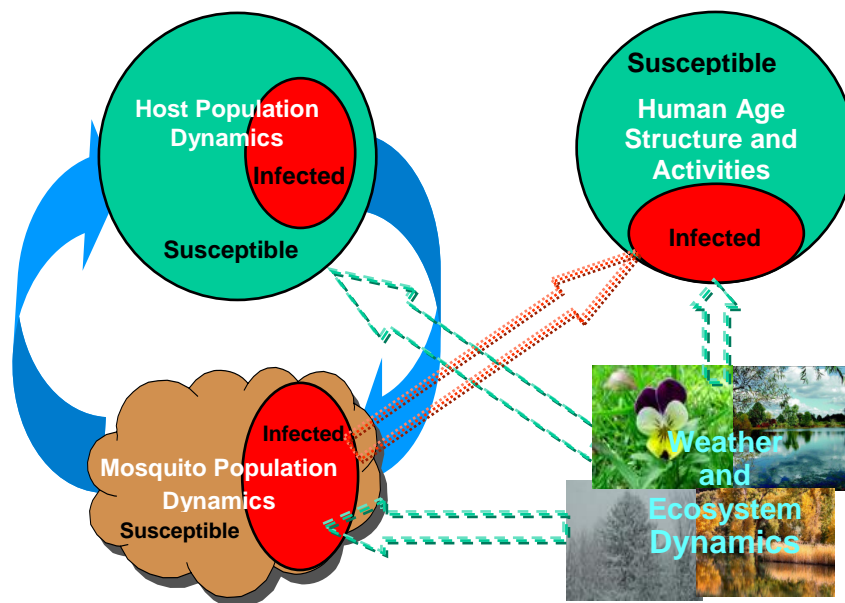 Host Population
Dynamics
Infected
Susceptible
Susceptible
Human Age
Structure and
Activities
Infected
Infected
Mosquito Population
Dynamics
Susceptible
Weather
and
Ecosystem
Dynamics